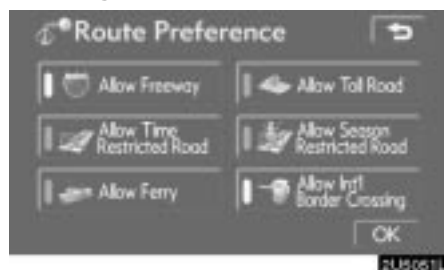 Route Preference
Allow Freeway
Allow Toll Road
Allow Time
Restricted Road
Allow Season
Restricted Road
Allow Ferry
Allow Int'l
Border Crossing
OK